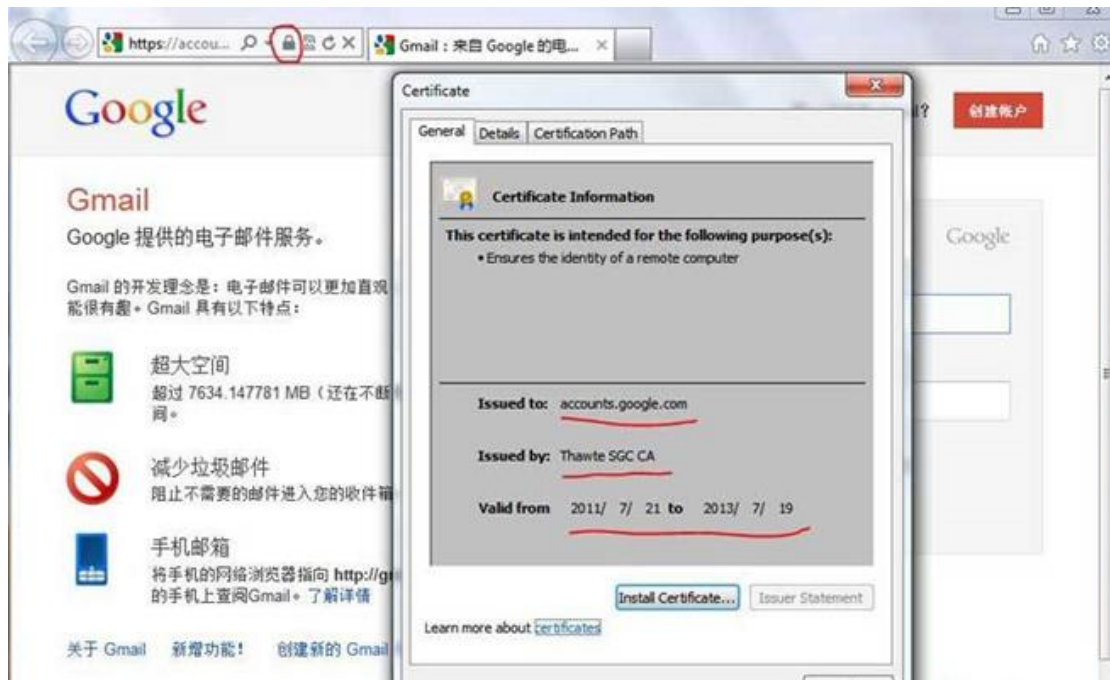 https://accou...
Gmail : 来自 Google 的电...
Google
创建帐户
Certificate
General
Details
Certification Path
Certificate Information
This certificate is intended for the following purpose(s):
• Ensures the identity of a remote computer
Issued to: accounts.google.com
Issued by: Thawte SGC CA
Valid from 2011/ 7/ 21 to 2013/ 7/ 19
Install Certificate...
Issuer Statement
Learn more about certificates
Gmail
Google 提供的电子邮件服务。
Gmail 的开发理念是：电子邮件可以更加直观
能很有趣。Gmail 具有以下特点：
超大空间
超过 7634.147781 MB（还在不断
间。
减少垃圾邮件
阻止不需要的邮件进入您的收件箱
手机邮箱
将手机的网络浏览器指向 http://g
的手机上查阅Gmail。了解详情
关于 Gmail 新增功能！ 创建新的 Gmail
Google